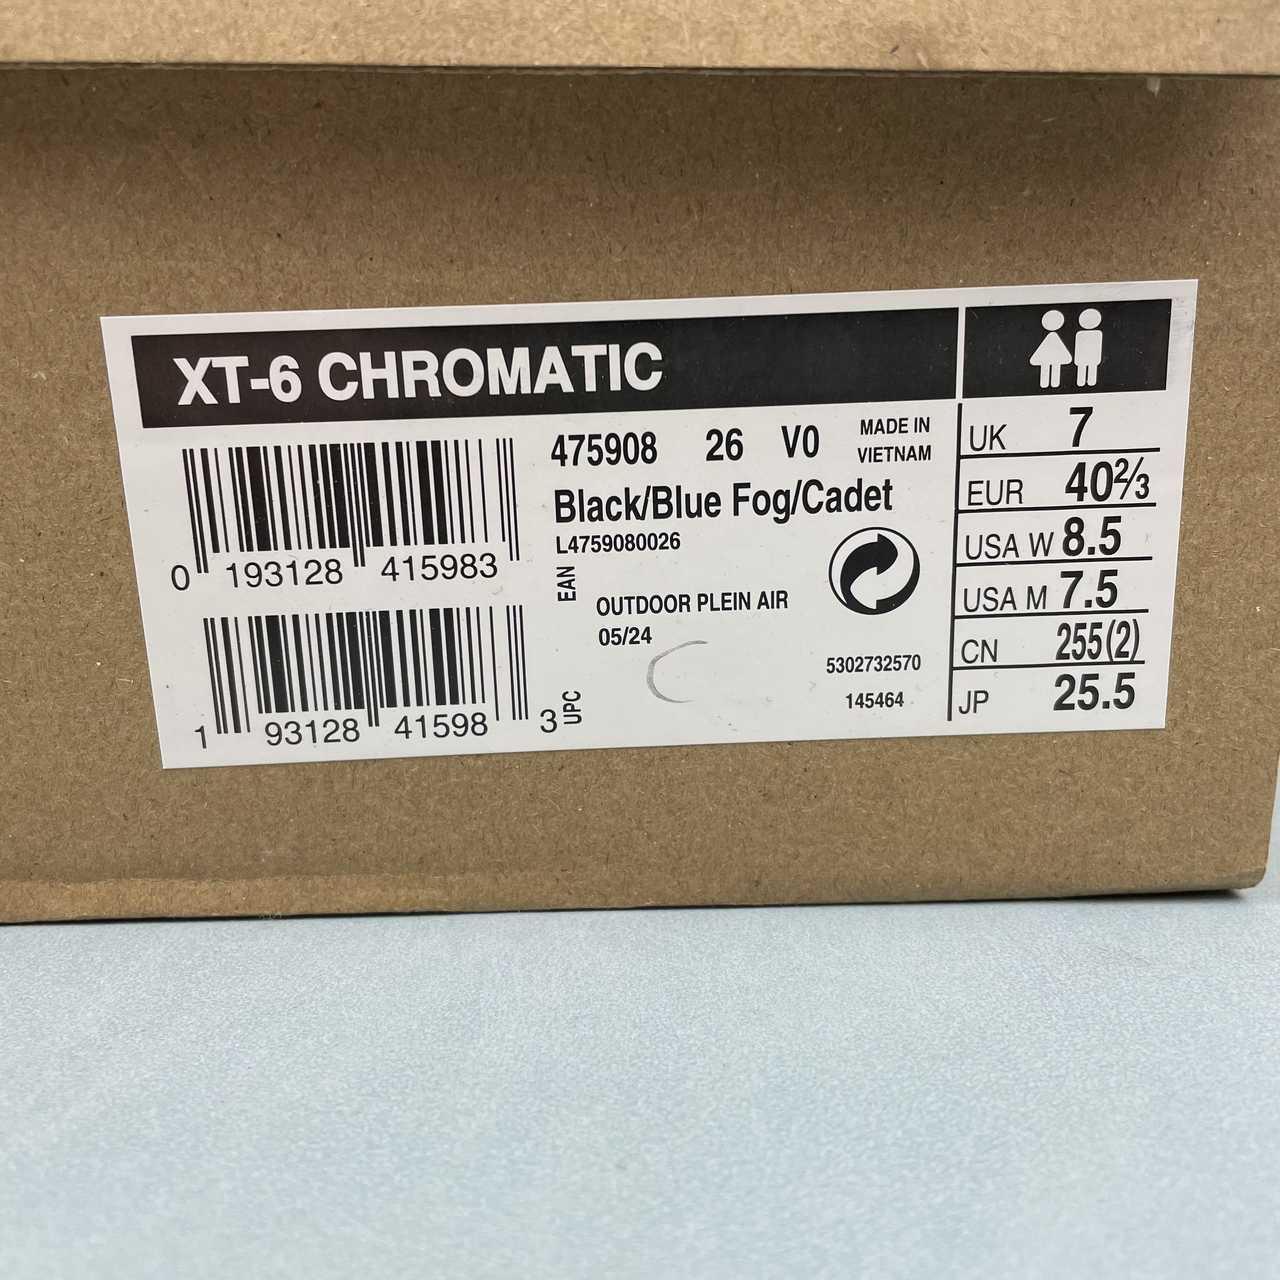 XT-6 CHROMATIC
475908 26 V0 MADE IN VIETNAM
Black/Blue Fog/Cadet
L4759080026
0 193128 415983
EAN
OUTDOOR PLEIN AIR
05/24
5302732570
145464
1 93128 41598 3
UPC
UK 7
EUR 40⅔
USA W 8.5
USA M 7.5
CN 255(2)
JP 25.5